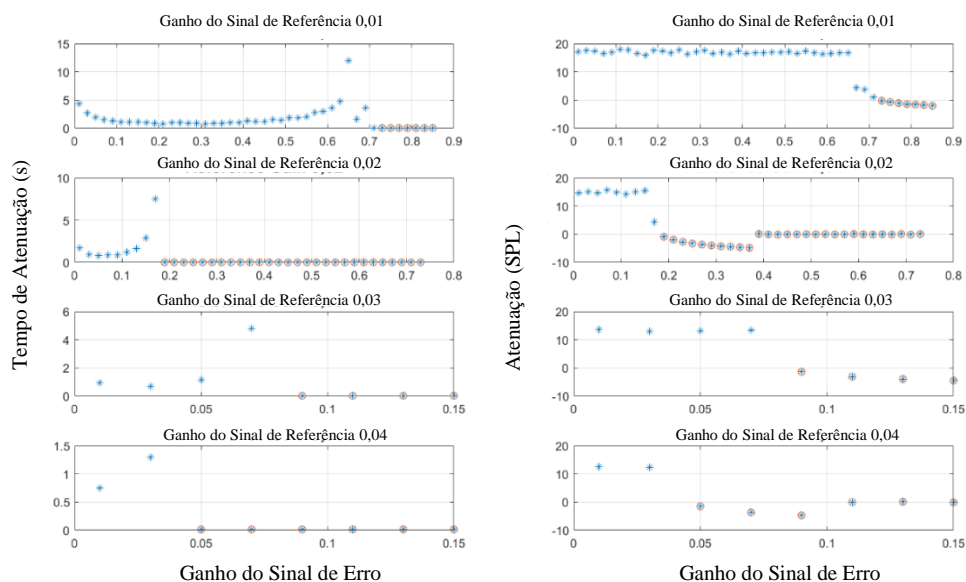 Ganho do Sinal de Referência 0,01
15
10
5
0
0 0.1 0.2 0.3 0.4 0.5 0.6 0.7 0.8 0.9
Ganho do Sinal de Referência 0,02
10
5
0
0 0.1 0.2 0.3 0.4 0.5 0.6 0.7 0.8
Ganho do Sinal de Referência 0,03
6
4
2
0
0 0.05 0.1 0.15
Ganho do Sinal de Referência 0,04
1.5
1
0.5
0
0 0.05 0.1 0.15
Tempo de Atenuação (s)
Ganho do Sinal de Erro
Ganho do Sinal de Referência 0,01
20
10
0
-10
0 0.1 0.2 0.3 0.4 0.5 0.6 0.7 0.8 0.9
Ganho do Sinal de Referência 0,02
20
10
0
-10
0 0.1 0.2 0.3 0.4 0.5 0.6 0.7 0.8
Ganho do Sinal de Referência 0,03
20
10
0
-10
0 0.05 0.1 0.15
Ganho do Sinal de Referência 0,04
20
10
0
-10
0 0.05 0.1 0.15
Atenuação (SPL)
Ganho do Sinal de Erro